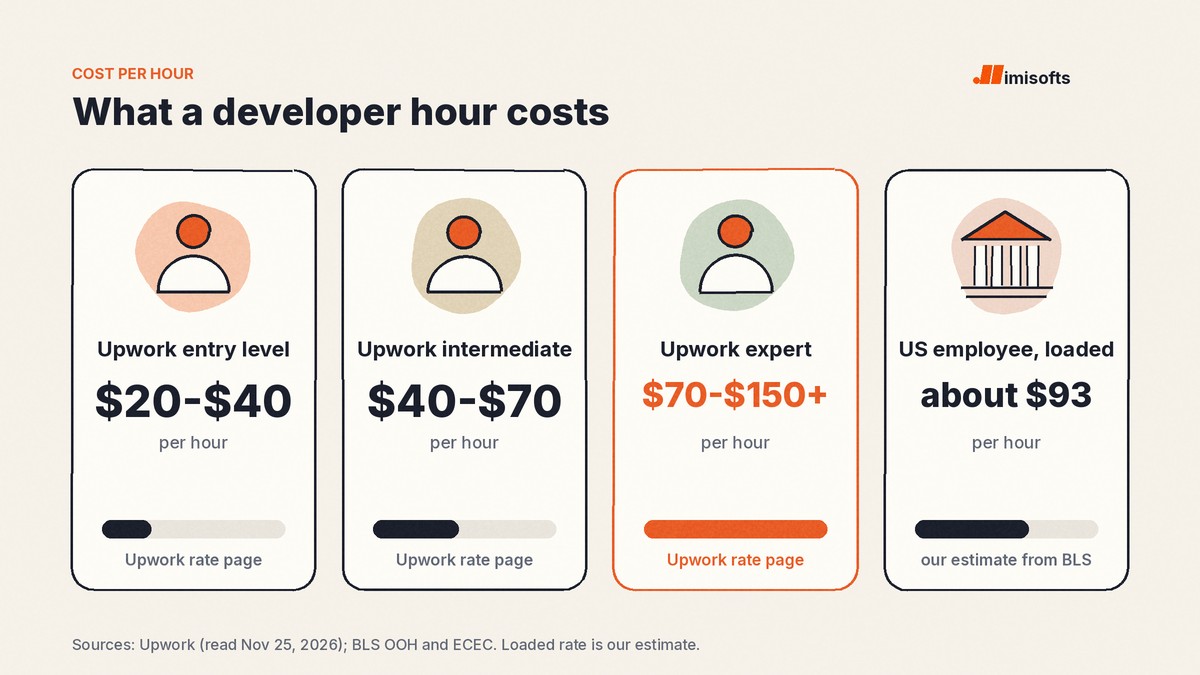 COST PER HOUR
What a developer hour costs
imisofts
Upwork entry level
$20-$40
per hour
Upwork rate page
Upwork intermediate
$40-$70
per hour
Upwork rate page
Upwork expert
$70-$150+
per hour
Upwork rate page
US employee, loaded
about $93
per hour
our estimate from BLS
Sources: Upwork (read Nov 25, 2026); BLS OOH and ECEC. Loaded rate is our estimate.